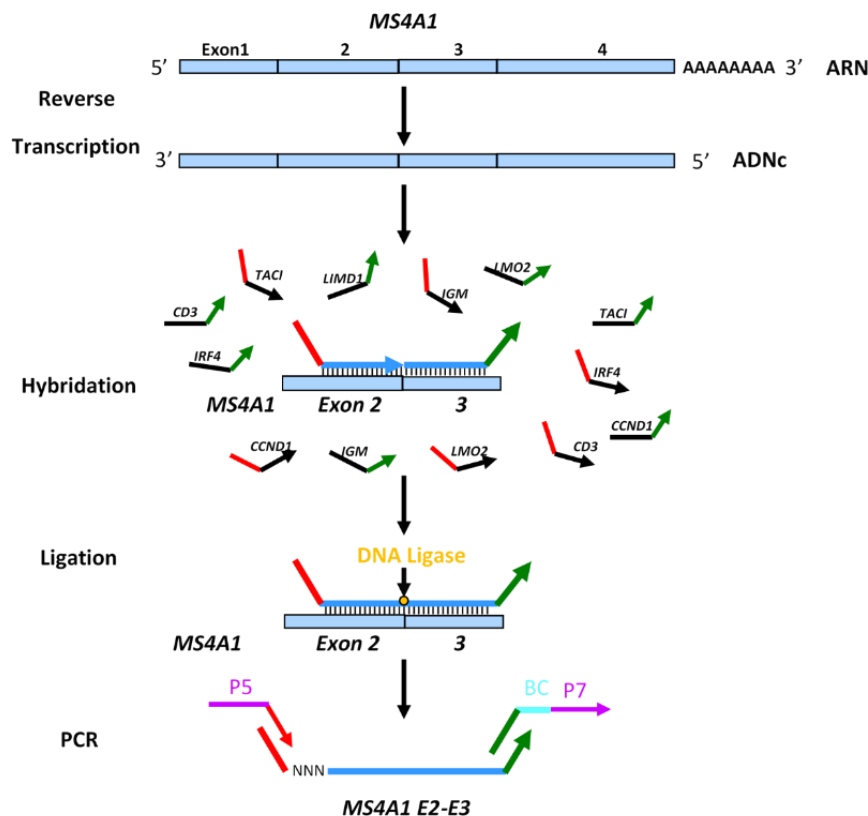 MS4A1
Exon1 2 3 4
5’ AAAAAAAA 3’ ARN
Reverse
Transcription
3’ 5’ ADNc
TACI LIMD1 IGM LMO2
CD3 TACI
IRF4 IRF4
Hybridation
MS4A1 Exon 2 3
CCND1
CCND1 IGM LMO2 CD3
Ligation
DNA Ligase
MS4A1 Exon 2 3
P5 BC P7
PCR
NNN
MS4A1 E2-E3